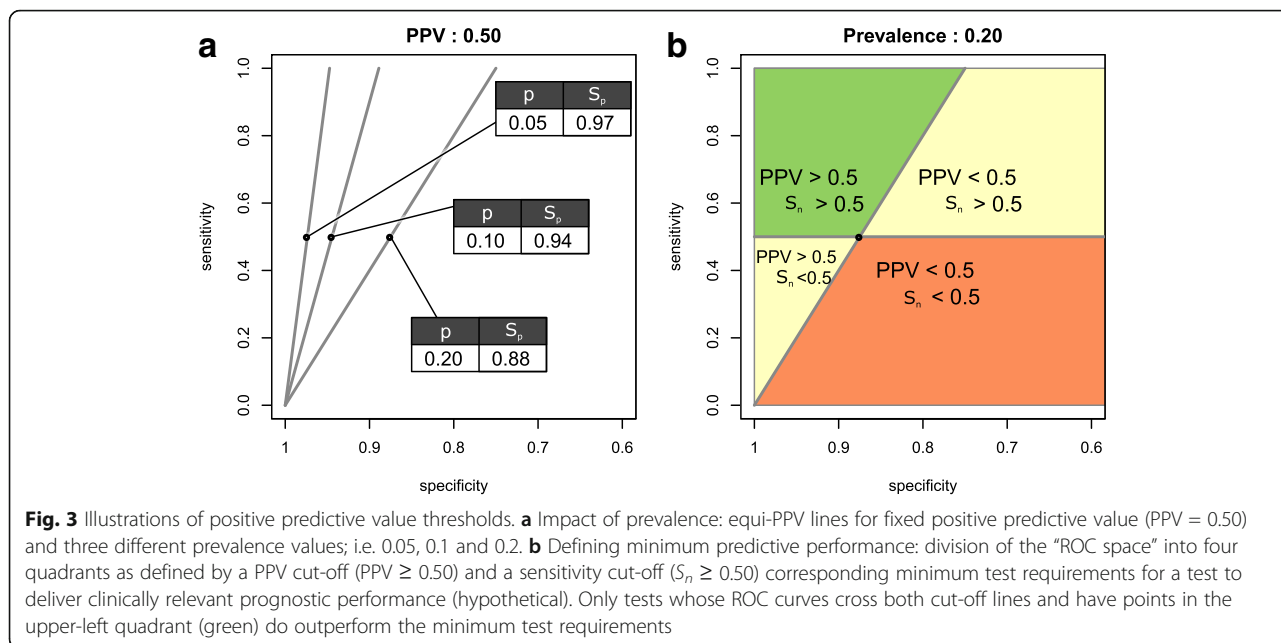 a
PPV : 0.50
sensitivity
1.0
0.8
0.6
0.4
0.2
0.0
p Sp
0.05 0.97
p Sp
0.10 0.94
p Sp
0.20 0.88
1 0.9 0.8 0.7 0.6
specificity
b
Prevalence : 0.20
sensitivity
1.0
0.8
0.6
0.4
0.2
0.0
PPV > 0.5
Sn > 0.5
PPV < 0.5
Sn > 0.5
PPV > 0.5
Sn <0.5
PPV < 0.5
Sn < 0.5
1 0.9 0.8 0.7 0.6
specificity
Fig. 3 Illustrations of positive predictive value thresholds. a Impact of prevalence: equi-PPV lines for fixed positive predictive value (PPV = 0.50)
and three different prevalence values; i.e. 0.05, 0.1 and 0.2. b Defining minimum predictive performance: division of the “ROC space” into four
quadrants as defined by a PPV cut-off (PPV ≥ 0.50) and a sensitivity cut-off (Sn ≥ 0.50) corresponding minimum test requirements for a test to
deliver clinically relevant prognostic performance (hypothetical). Only tests whose ROC curves cross both cut-off lines and have points in the
upper-left quadrant (green) do outperform the minimum test requirements